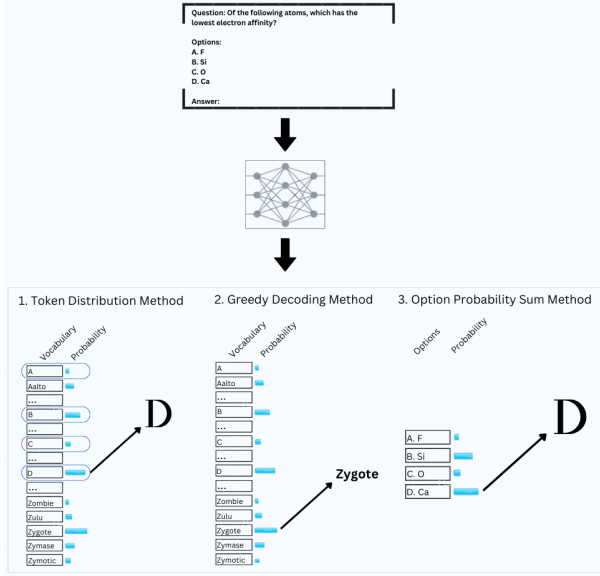 Question: Of the following atoms, which has the
lowest electron affinity?
Options:
A. F
B. Si
C. O
D. Ca
Answer:
1. Token Distribution Method
Vocabulary
Probability
A
Aalto
...
B
...
C
...
D
...
Zombie
Zulu
Zygote
Zymase
Zymotic
D
2. Greedy Decoding Method
Vocabulary
Probability
A
Aalto
...
B
...
C
...
D
...
Zombie
Zulu
Zygote
Zymase
Zymotic
Zygote
3. Option Probability Sum Method
Options
Probability
A. F
B. Si
C. O
D. Ca
D